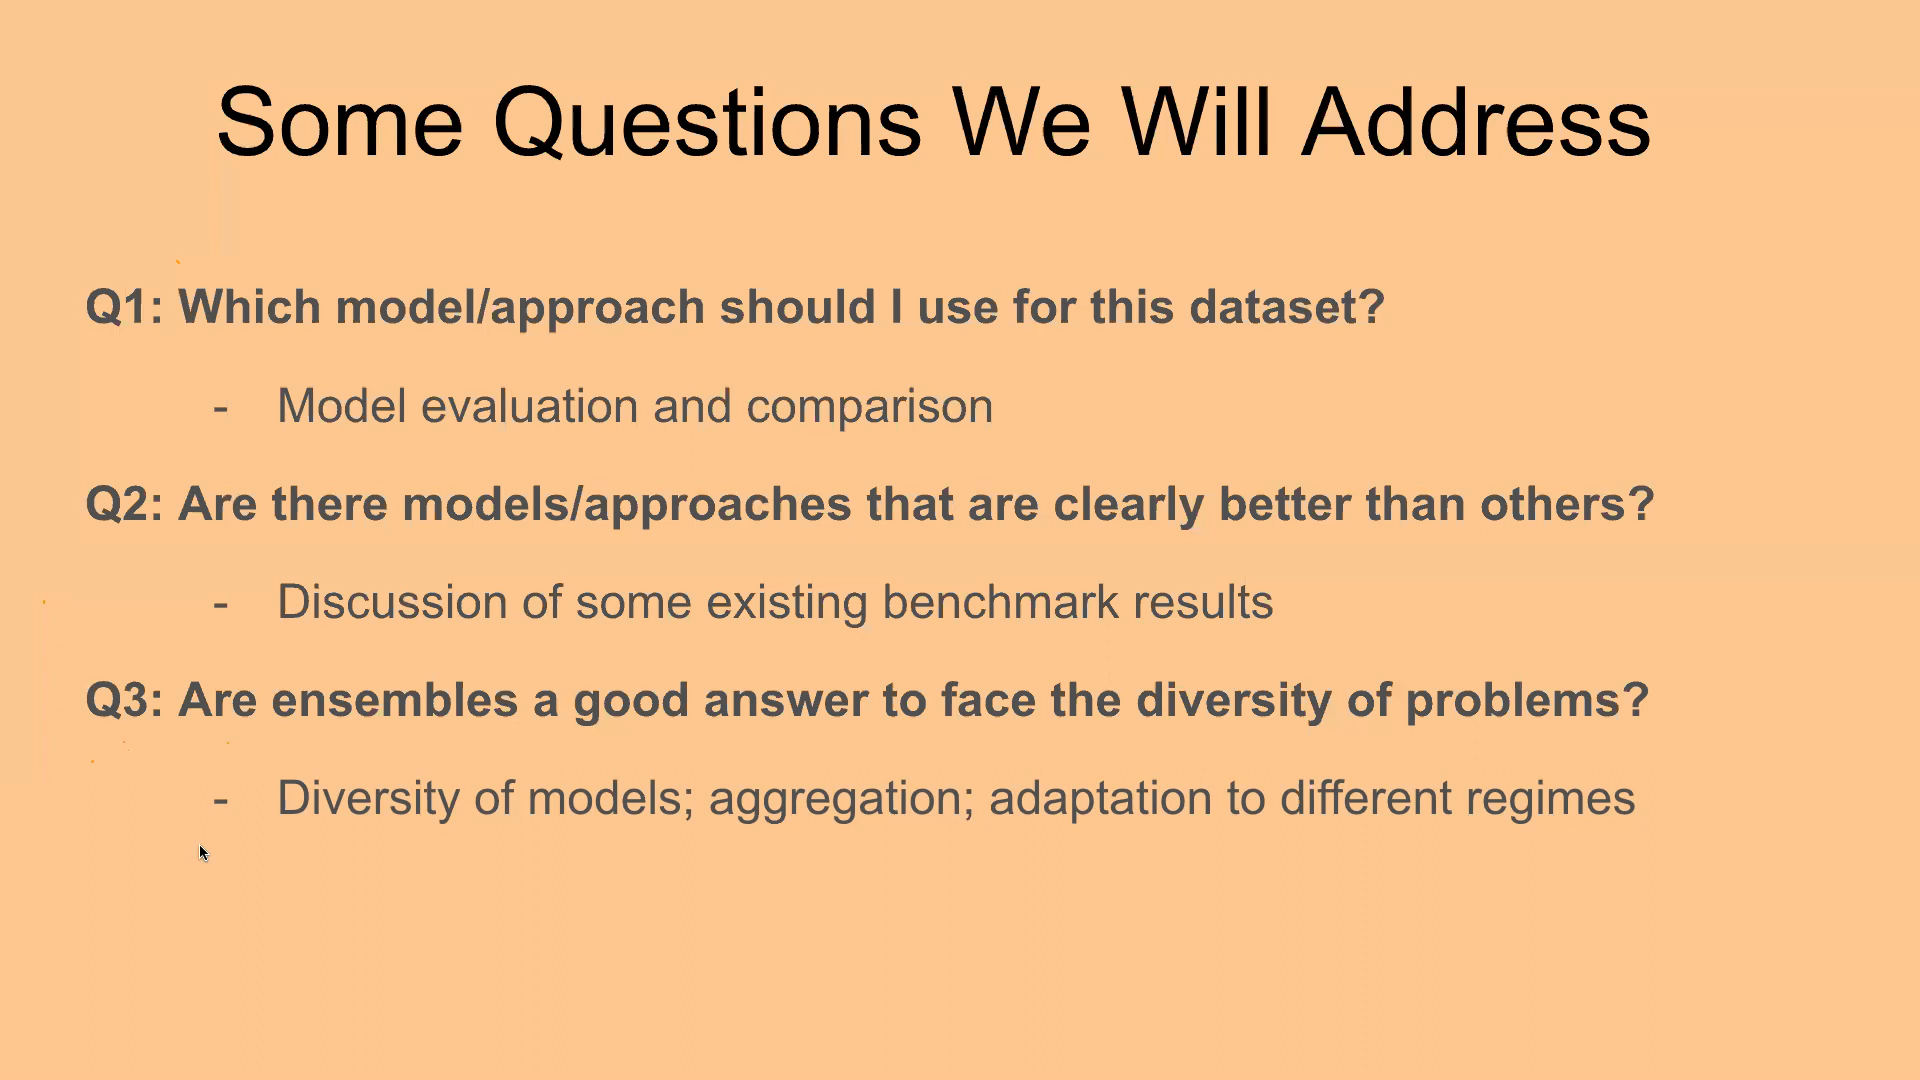 Some Questions We Will Address
Q1: Which model/approach should I use for this dataset?
- Model evaluation and comparison
Q2: Are there models/approaches that are clearly better than others?
- Discussion of some existing benchmark results
Q3: Are ensembles a good answer to face the diversity of problems?
- Diversity of models; aggregation; adaptation to different regimes